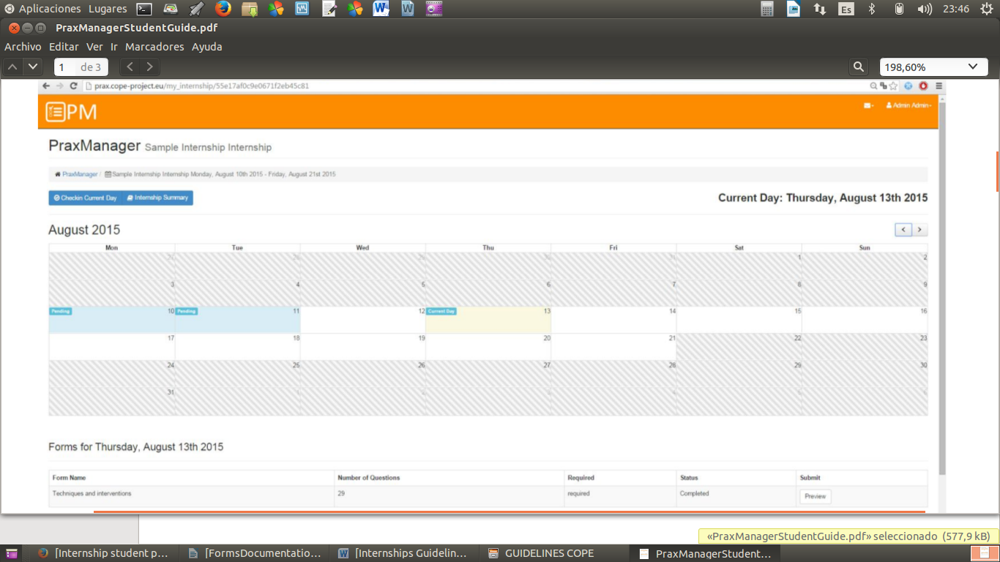 Aplicaciones Lugares Es 23:46
PraxManagerStudentGuide.pdf
Archivo Editar Ver Ir Marcadores Ayuda
1 de 3 198,60%
prax.cope-project.eu/my_internship/55e17af0c9e0671f2eb45c81
PM Admin Admin
PraxManager Sample Internship Internship
PraxManager / Sample Internship Internship Monday, August 10th 2015 - Friday, August 21st 2015
Checkin Current Day Internship Summary Current Day: Thursday, August 13th 2015
August 2015 < >
Mon Tue Wed Thu Fri Sat Sun
27 28 29 30 31 1 2
3 4 5 6 7 8 9
Pending 10 Pending 11 12 Current Day 13 14 15 16
17 18 19 20 21 22 23
24 25 26 27 28 29 30
31 1 2 3 4 5 6
Forms for Thursday, August 13th 2015
Form Name Number of Questions Required Status Submit
Techniques and interventions 29 required Completed Preview
«PraxManagerStudentGuide.pdf» seleccionado (577,9 kB)
[Internship student p... [FormsDocumentatio... [Internships Guidelin... GUIDELINES COPE PraxManagerStudent...